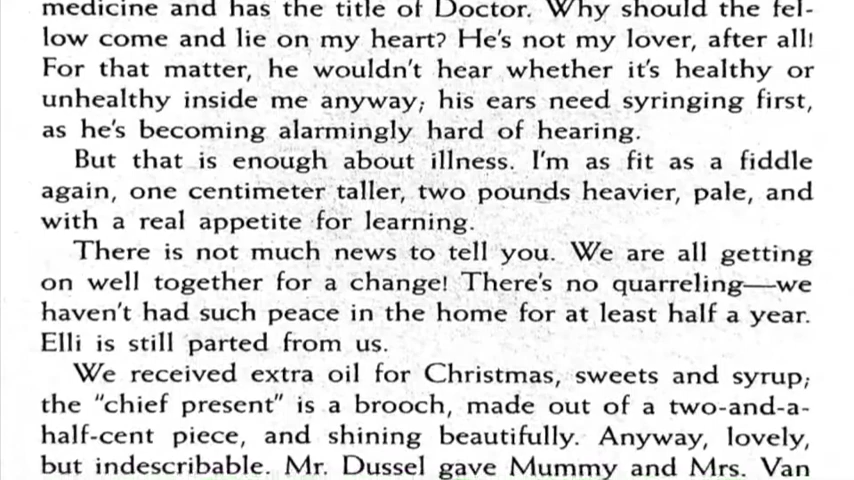 medicine and has the title of Doctor. Why should the fel-
low come and lie on my heart? He's not my lover, after all!
For that matter, he wouldn't hear whether it's healthy or
unhealthy inside me anyway; his ears need syringing first,
as he's becoming alarmingly hard of hearing.
But that is enough about illness. I'm as fit as a fiddle
again, one centimeter taller, two pounds heavier, pale, and
with a real appetite for learning.
There is not much news to tell you. We are all getting
on well together for a change! There's no quarreling—we
haven't had such peace in the home for at least half a year.
Elli is still parted from us.
We received extra oil for Christmas, sweets and syrup;
the "chief present" is a brooch, made out of a two-and-a-
half-cent piece, and shining beautifully. Anyway, lovely,
but indescribable. Mr. Dussel gave Mummy and Mrs. Van